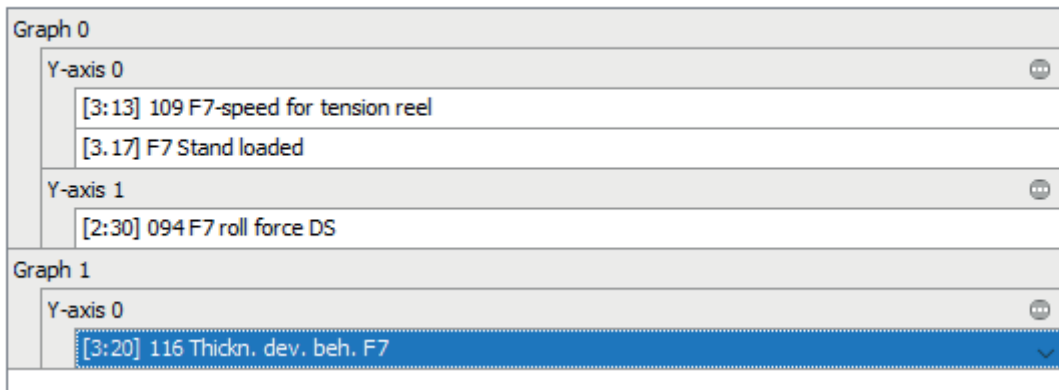 Graph 0
Y-axis 0
[3:13] 109 F7-speed for tension reel
[3.17] F7 Stand loaded
Y-axis 1
[2:30] 094 F7 roll force DS
Graph 1
Y-axis 0
[3:20] 116 Thickn. dev. beh. F7